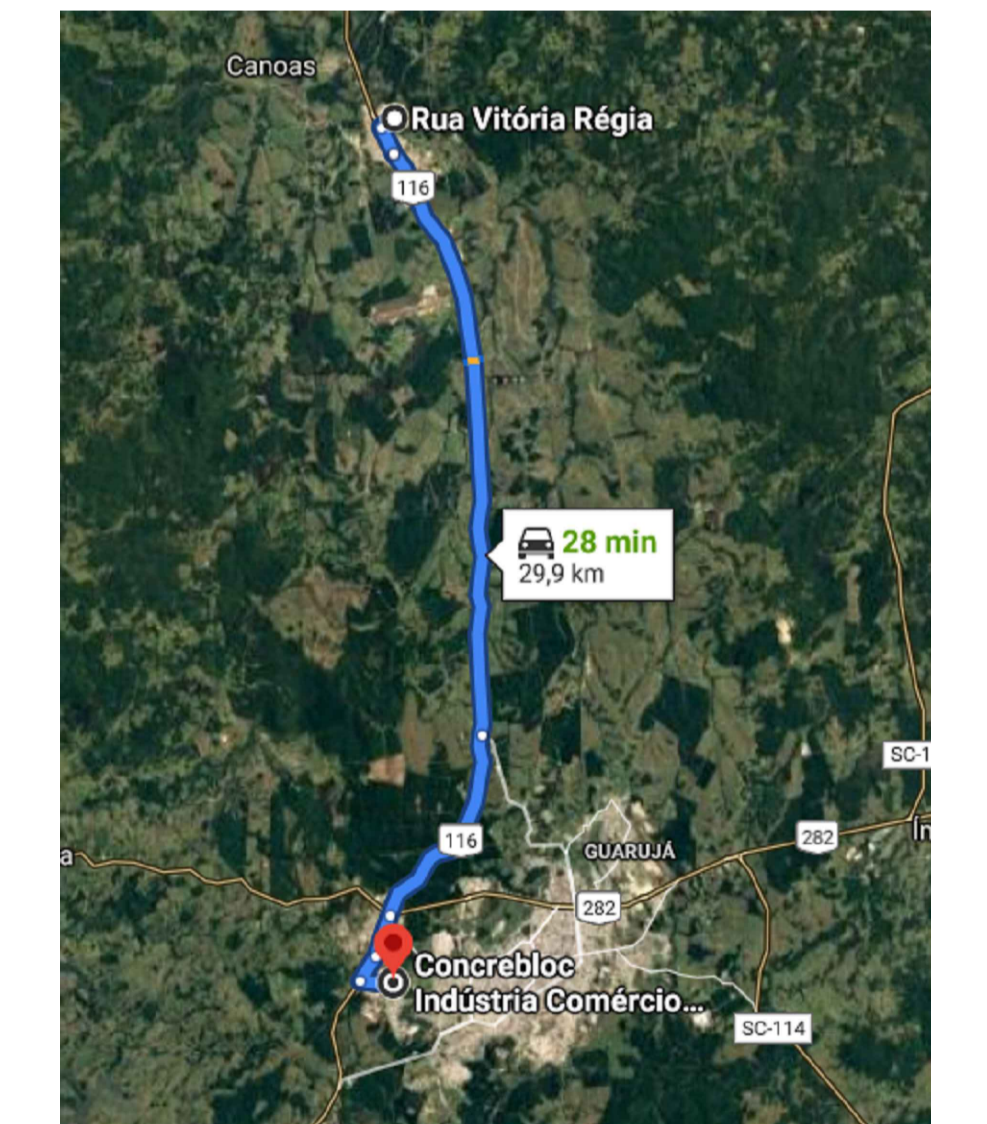 Canoas
Rua Vitória Régia
116
28 min
29,9 km
SC-1
116
282
Ín
a
GUARUJÁ
282
Concrebloc
Indústria Comércio...
SC-114